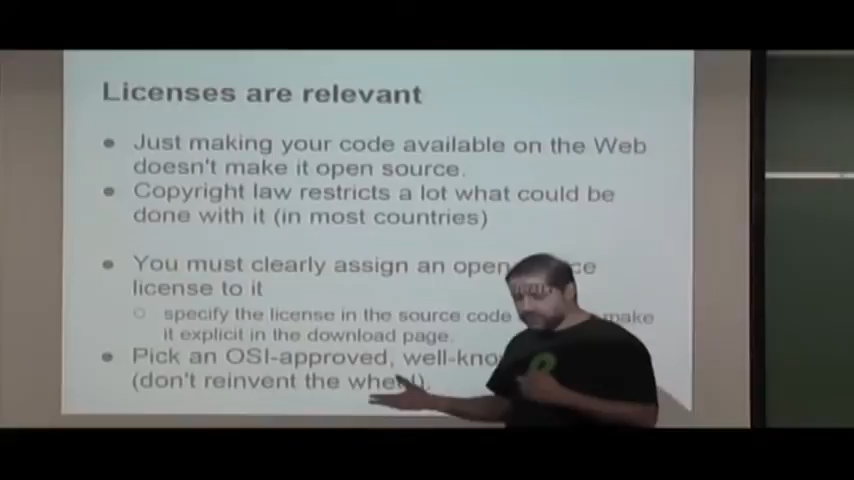 Licenses are relevant
● Just making your code available on the Web
doesn't make it open source.
● Copyright law restricts a lot what could be
done with it (in most countries)
● You must clearly assign an open ce
license to it
○ specify the license in the source code make
it explicit in the download page.
● Pick an OSI-approved, well-kno
(don't reinvent the wheel).